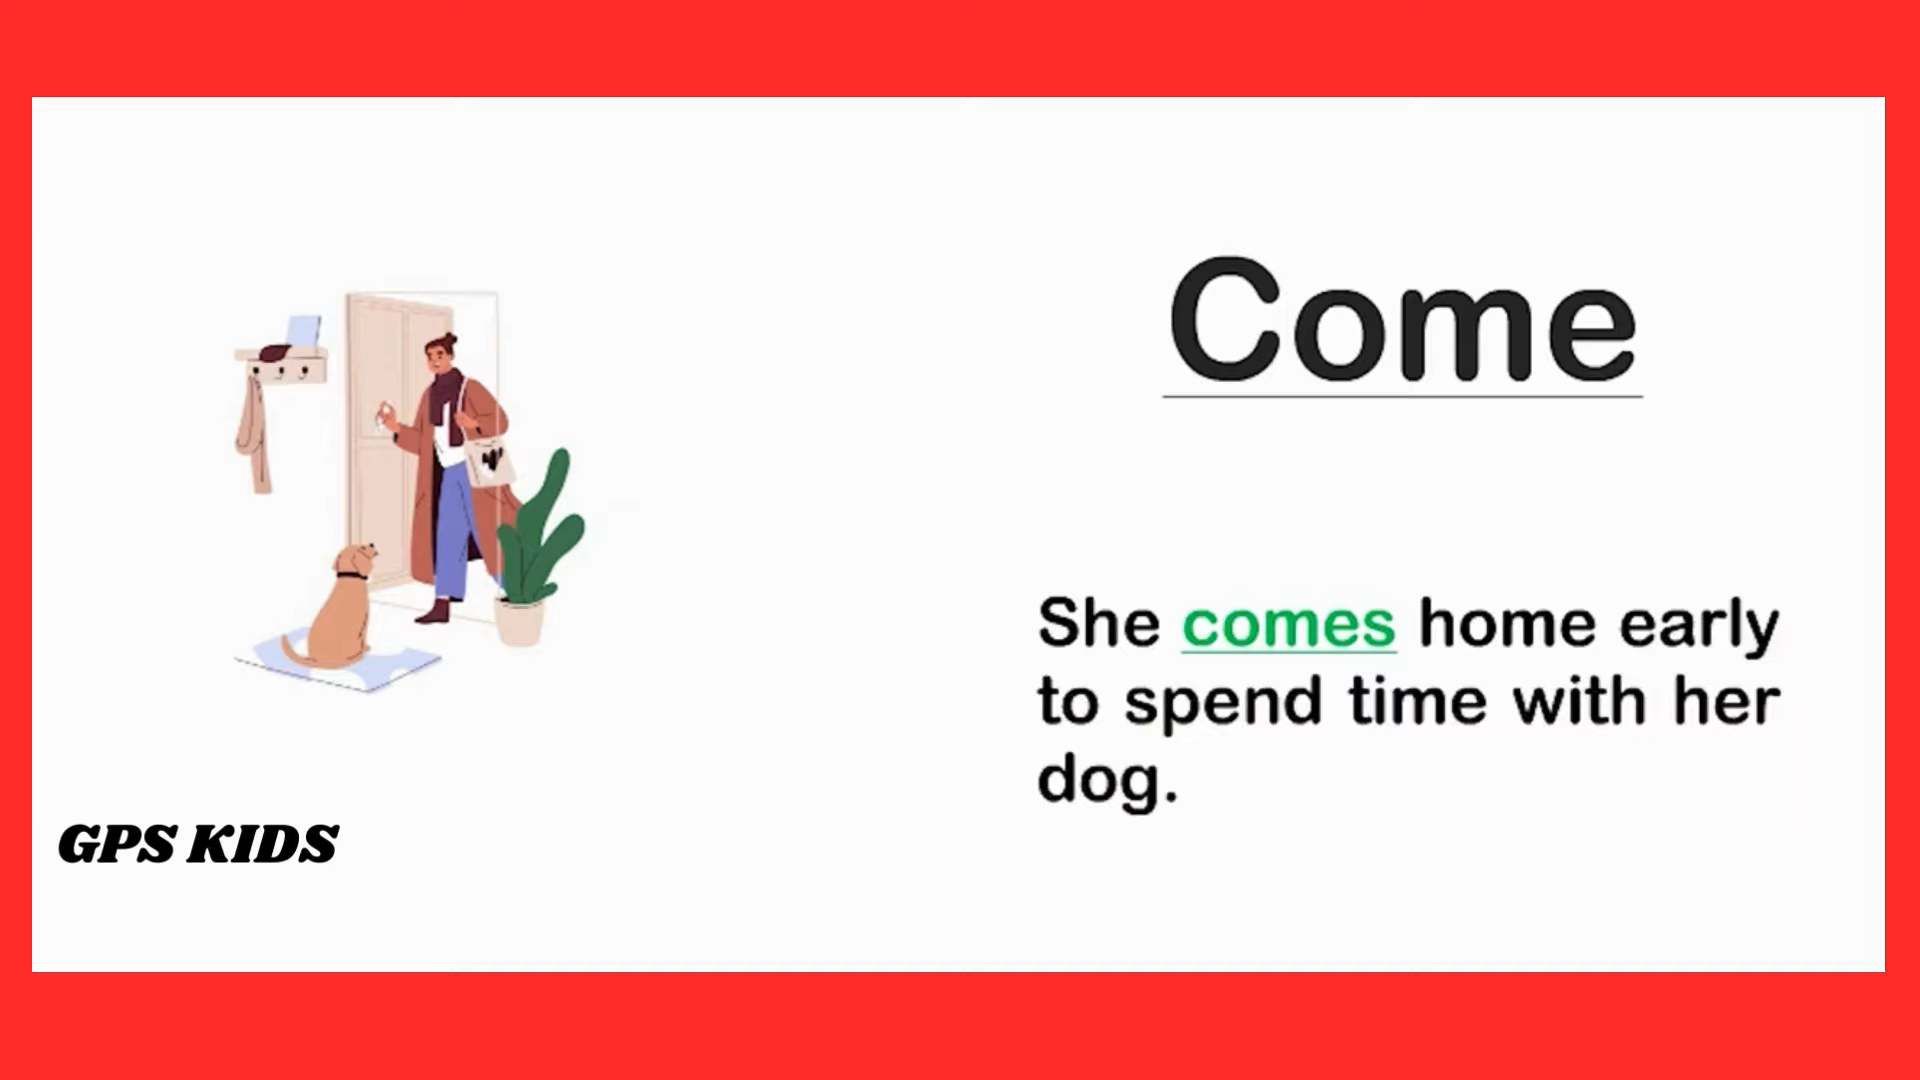 Come
She comes home early
to spend time with her
dog.
GPS KIDS